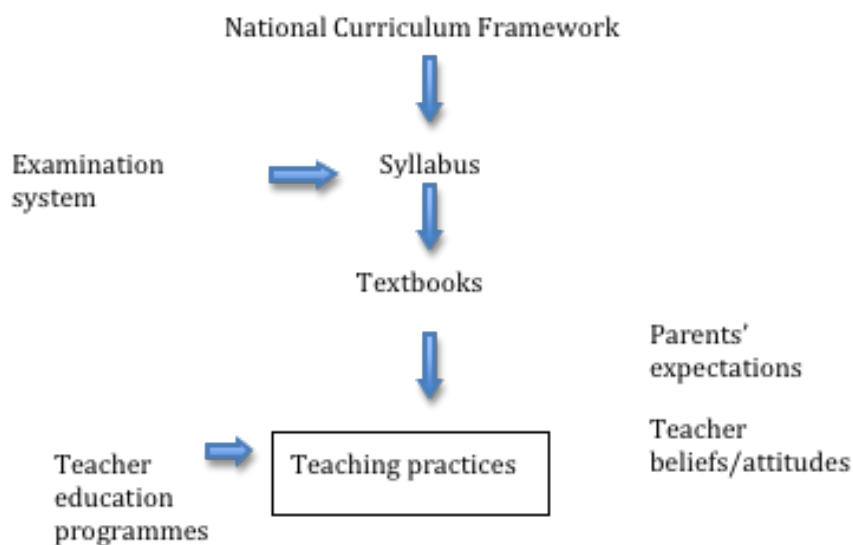 National Curriculum Framework
Examination
system
Syllabus
Textbooks
Parents’
expectations
Teacher
beliefs/attitudes
Teaching practices
Teacher
education
programmes